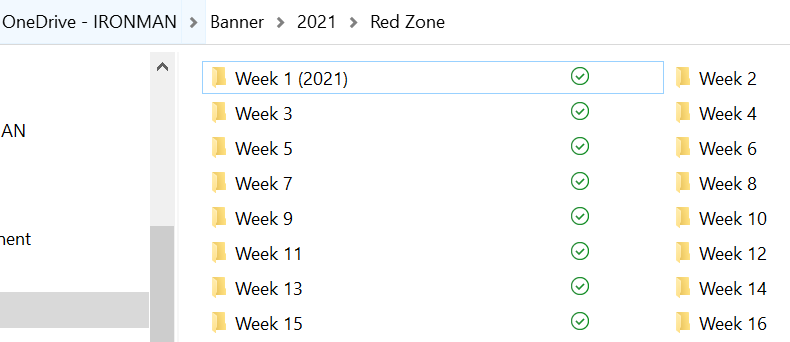 OneDrive - IRONMAN > Banner > 2021 > Red Zone
Week 1 (2021) Week 2
AN Week 3 Week 4
Week 5 Week 6
Week 7 Week 8
Week 9 Week 10
nent Week 11 Week 12
Week 13 Week 14
Week 15 Week 16